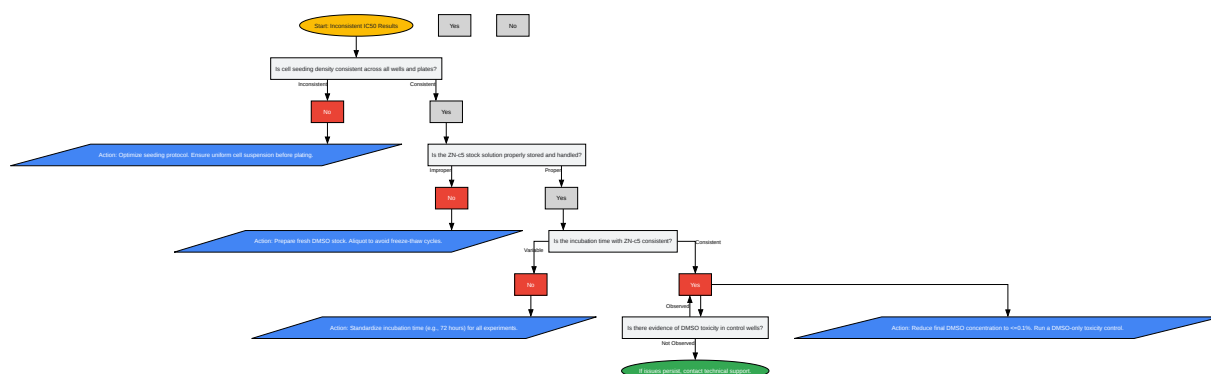 Start: Inconsistent IC50 Results
Yes
No
Is cell seeding density consistent across all wells and plates?
Inconsistent
Consistent
No
Yes
Action: Optimize seeding protocol. Ensure uniform cell suspension before plating.
Is the ZN-c5 stock solution properly stored and handled?
Improper
Proper
No
Yes
Action: Prepare fresh DMSO stock. Aliquot to avoid freeze-thaw cycles.
Is the incubation time with ZN-c5 consistent?
Variable
Consistent
No
Yes
Observed
Action: Standardize incubation time (e.g., 72 hours) for all experiments.
Is there evidence of DMSO toxicity in control wells?
Action: Reduce final DMSO concentration to <=0.1%. Run a DMSO-only toxicity control.
Not Observed
If issues persist, contact technical support.